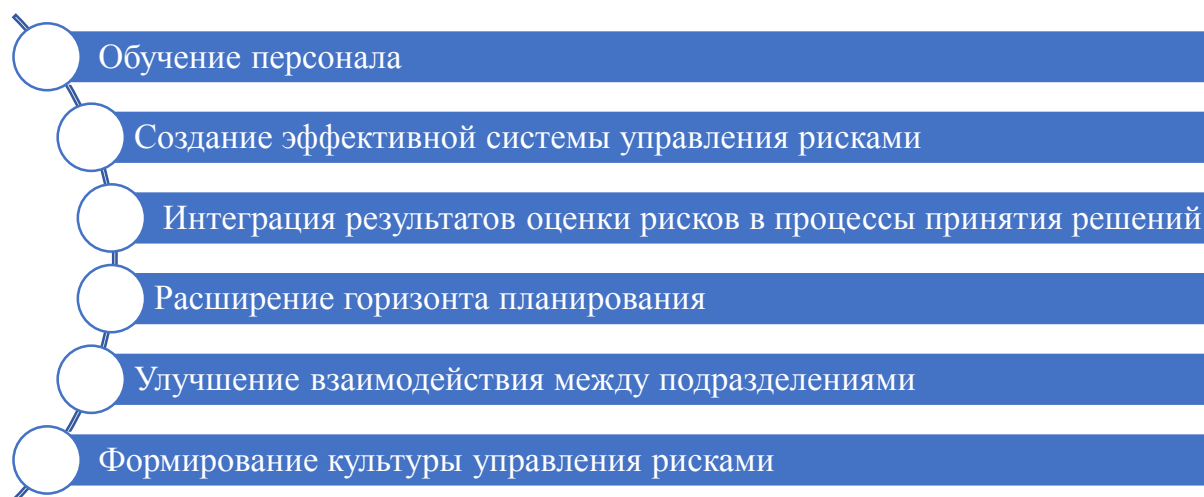 Обучение персонала
Создание эффективной системы управления рисками
Интеграция результатов оценки рисков в процессы принятия решений
Расширение горизонта планирования
Улучшение взаимодействия между подразделениями
Формирование культуры управления рисками